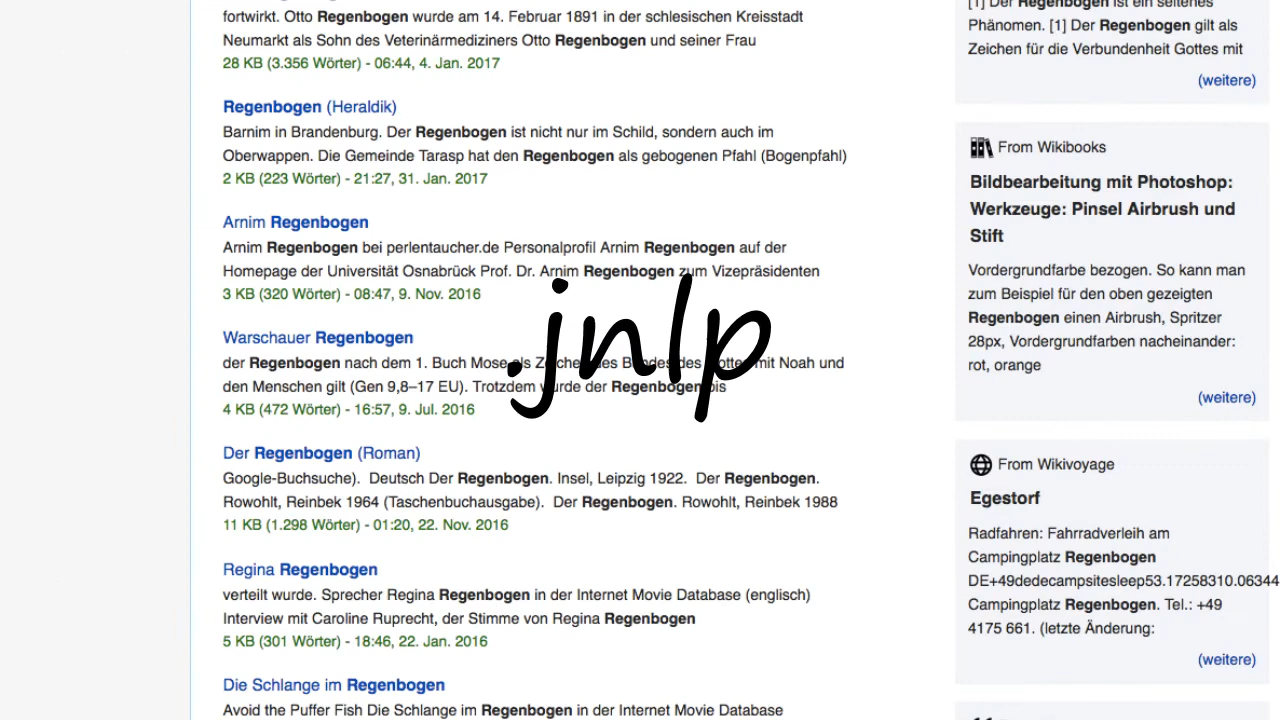 fortwirkt. Otto Regenbogen wurde am 14. Februar 1891 in der schlesischen Kreisstadt
Neumarkt als Sohn des Veterinärmediziners Otto Regenbogen und seiner Frau
28 KB (3.356 Wörter) - 06:44, 4. Jan. 2017
Regenbogen (Heraldik)
Barnim in Brandenburg. Der Regenbogen ist nicht nur im Schild, sondern auch im
Oberwappen. Die Gemeinde Tarasp hat den Regenbogen als gebogenen Pfahl (Bogenpfahl)
2 KB (223 Wörter) - 21:27, 31. Jan. 2017
Arnim Regenbogen
Arnim Regenbogen bei perlentaucher.de Personalprofil Arnim Regenbogen auf der
Homepage der Universität Osnabrück Prof. Dr. Arnim Regenbogen zum Vizepräsidenten
3 KB (320 Wörter) - 08:47, 9. Nov. 2016
Warschauer Regenbogen
der Regenbogen nach dem 1. Buch Mose als Zeichen des Bundes des Gottes mit Noah und
den Menschen gilt (Gen 9,8–17 EU). Trotzdem wurde der Regenbogen bis
4 KB (472 Wörter) - 16:57, 9. Jul. 2016
.jnlp
Der Regenbogen (Roman)
Google-Buchsuche). Deutsch Der Regenbogen. Insel, Leipzig 1922. Der Regenbogen.
Rowohlt, Reinbek 1964 (Taschenbuchausgabe). Der Regenbogen. Rowohlt, Reinbek 1988
11 KB (1.298 Wörter) - 01:20, 22. Nov. 2016
Regina Regenbogen
verteilt wurde. Sprecher Regina Regenbogen in der Internet Movie Database (englisch)
Interview mit Caroline Ruprecht, der Stimme von Regina Regenbogen
5 KB (301 Wörter) - 18:46, 22. Jan. 2016
Die Schlange im Regenbogen
Avoid the Puffer Fish Die Schlange im Regenbogen in der Internet Movie Database
[1] Der Regenbogen ist ein seltenes
Phänomen. [1] Der Regenbogen gilt als
Zeichen für die Verbundenheit Gottes mit
(weitere)
From Wikibooks
Bildbearbeitung mit Photoshop:
Werkzeuge: Pinsel Airbrush und
Stift
Vordergrundfarbe bezogen. So kann man
zum Beispiel für den oben gezeigten
Regenbogen einen Airbrush, Spritzer
28px, Vordergrundfarben nacheinander:
rot, orange
(weitere)
From Wikivoyage
Egestorf
Radfahren: Fahrradverleih am
Campingplatz Regenbogen
DE+49dedecampsitesleep53.17258310.06344
Campingplatz Regenbogen. Tel.: +49
4175 661. (letzte Änderung:
(weitere)